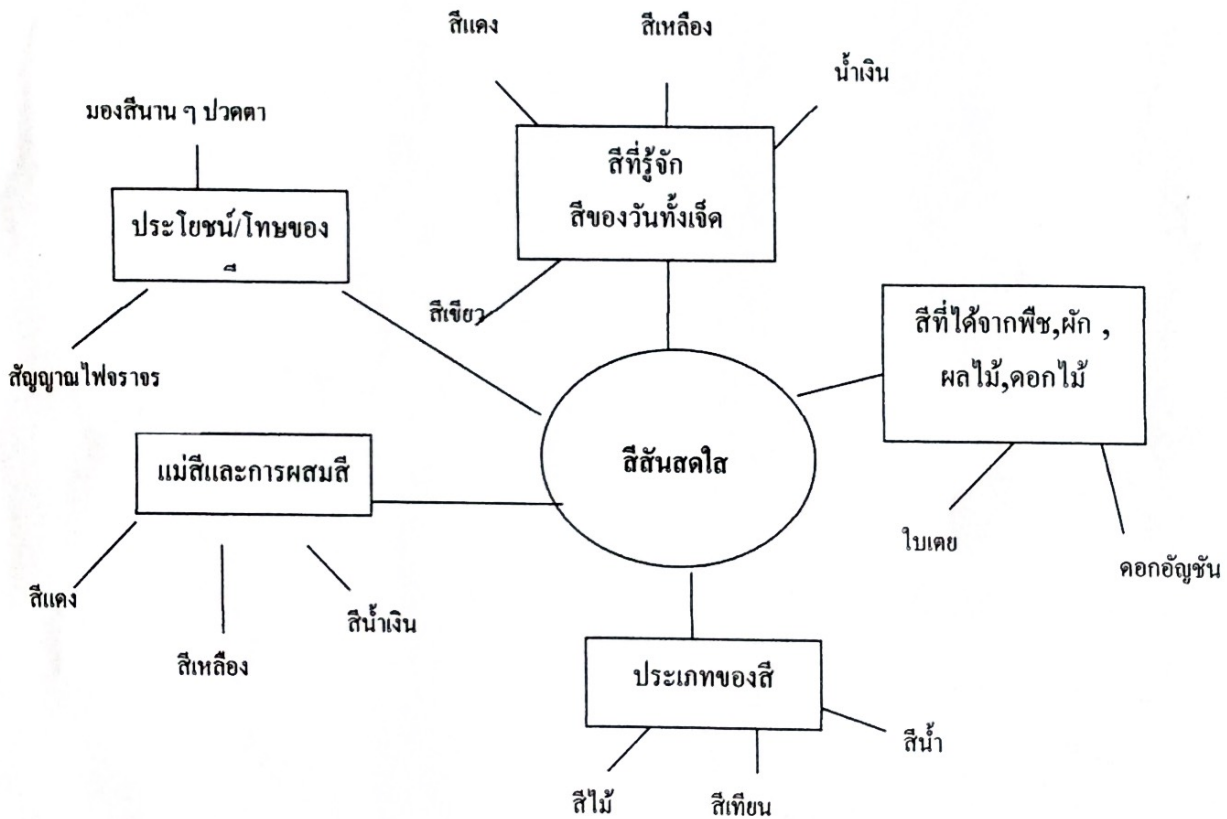 สีแดง
สีเหลือง
น้ำเงิน
มองสีนาน ๆ ปวดตา
สีที่รู้จัก
สีของวันทั้งเจ็ด
ประโยชน์/โทษของ
สีเขียว
สีที่ได้จากพืช,ผัก ,
ผลไม้,ดอกไม้
สัญญาณไฟจราจร
สีสันสดใส
แม่สีและการผสมสี
ใบเตย
ดอกอัญชัน
สีแดง
สีเหลือง
สีน้ำเงิน
ประเภทของสี
สีน้ำ
สีไม้
สีเทียน